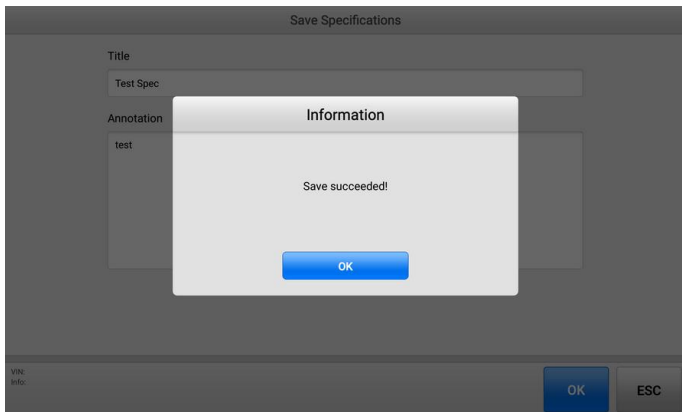 Save Specifications
Title
Test Spec
Annotation
test
Information
Save succeeded!
OK
VIN:
Info:
OK
ESC